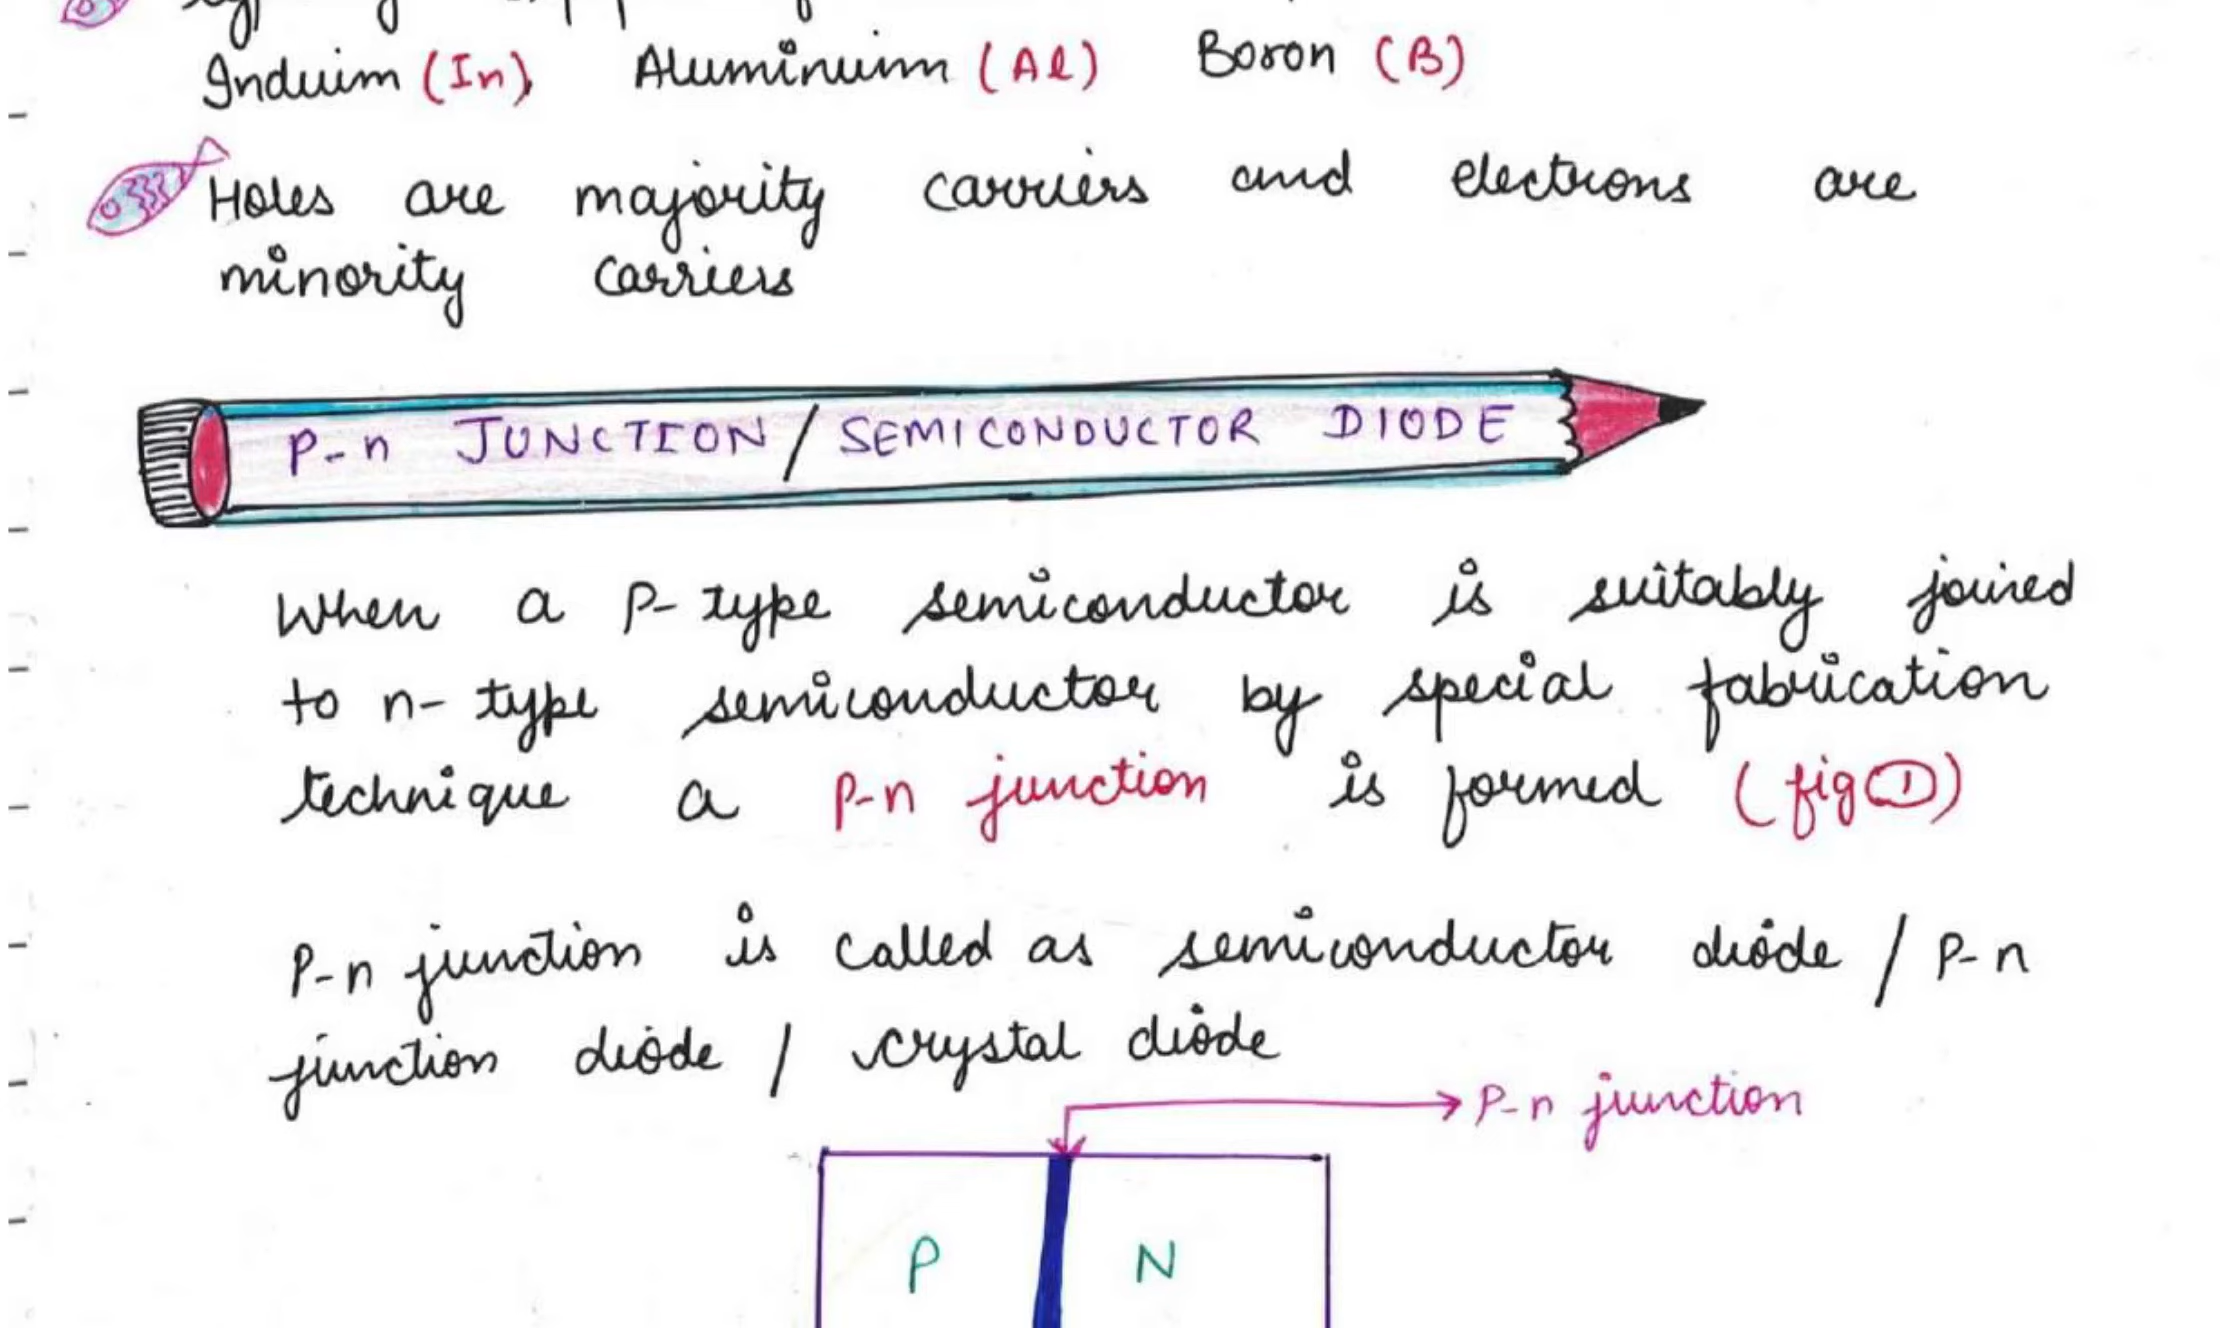 Induim (In), Aluminuim (Al) Boron (B)
Holes are majority carriers and electrons are
minority carriers
P-n JUNCTION / SEMICONDUCTOR DIODE
When a P-type semiconductor is suitably joined
to n-type semiconductor by special fabrication
technique a p-n junction is formed (fig ①)
P-n junction is called as semiconductor diode / P-n
junction diode / crystal diode
P-n junction
P N